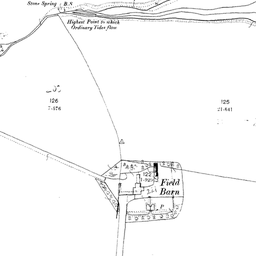 Stone Spring B.S
Highest Point to which
Ordinary Tides flow
126
7·476
125
21·841
122
Field
Barn
P